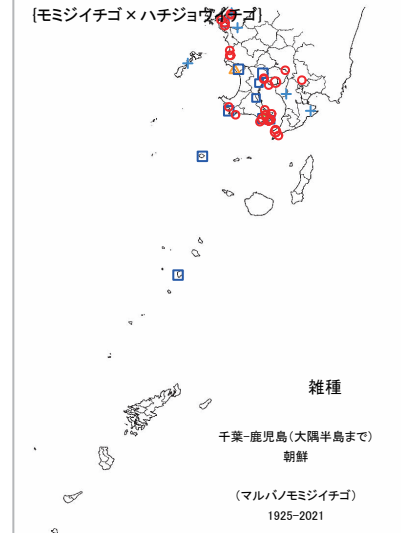 {モミジイチゴ × ハチジョウイチゴ}
雑種
千葉-鹿児島(大隅半島まで)
朝鮮
(マルバノモミジイチゴ)
1925-2021